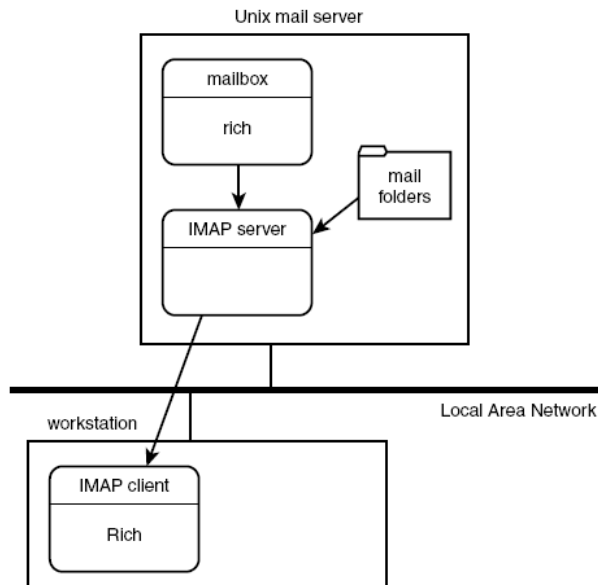 Unix mail server
mailbox
rich
mail
folders
IMAP server
Local Area Network
workstation
IMAP client
Rich